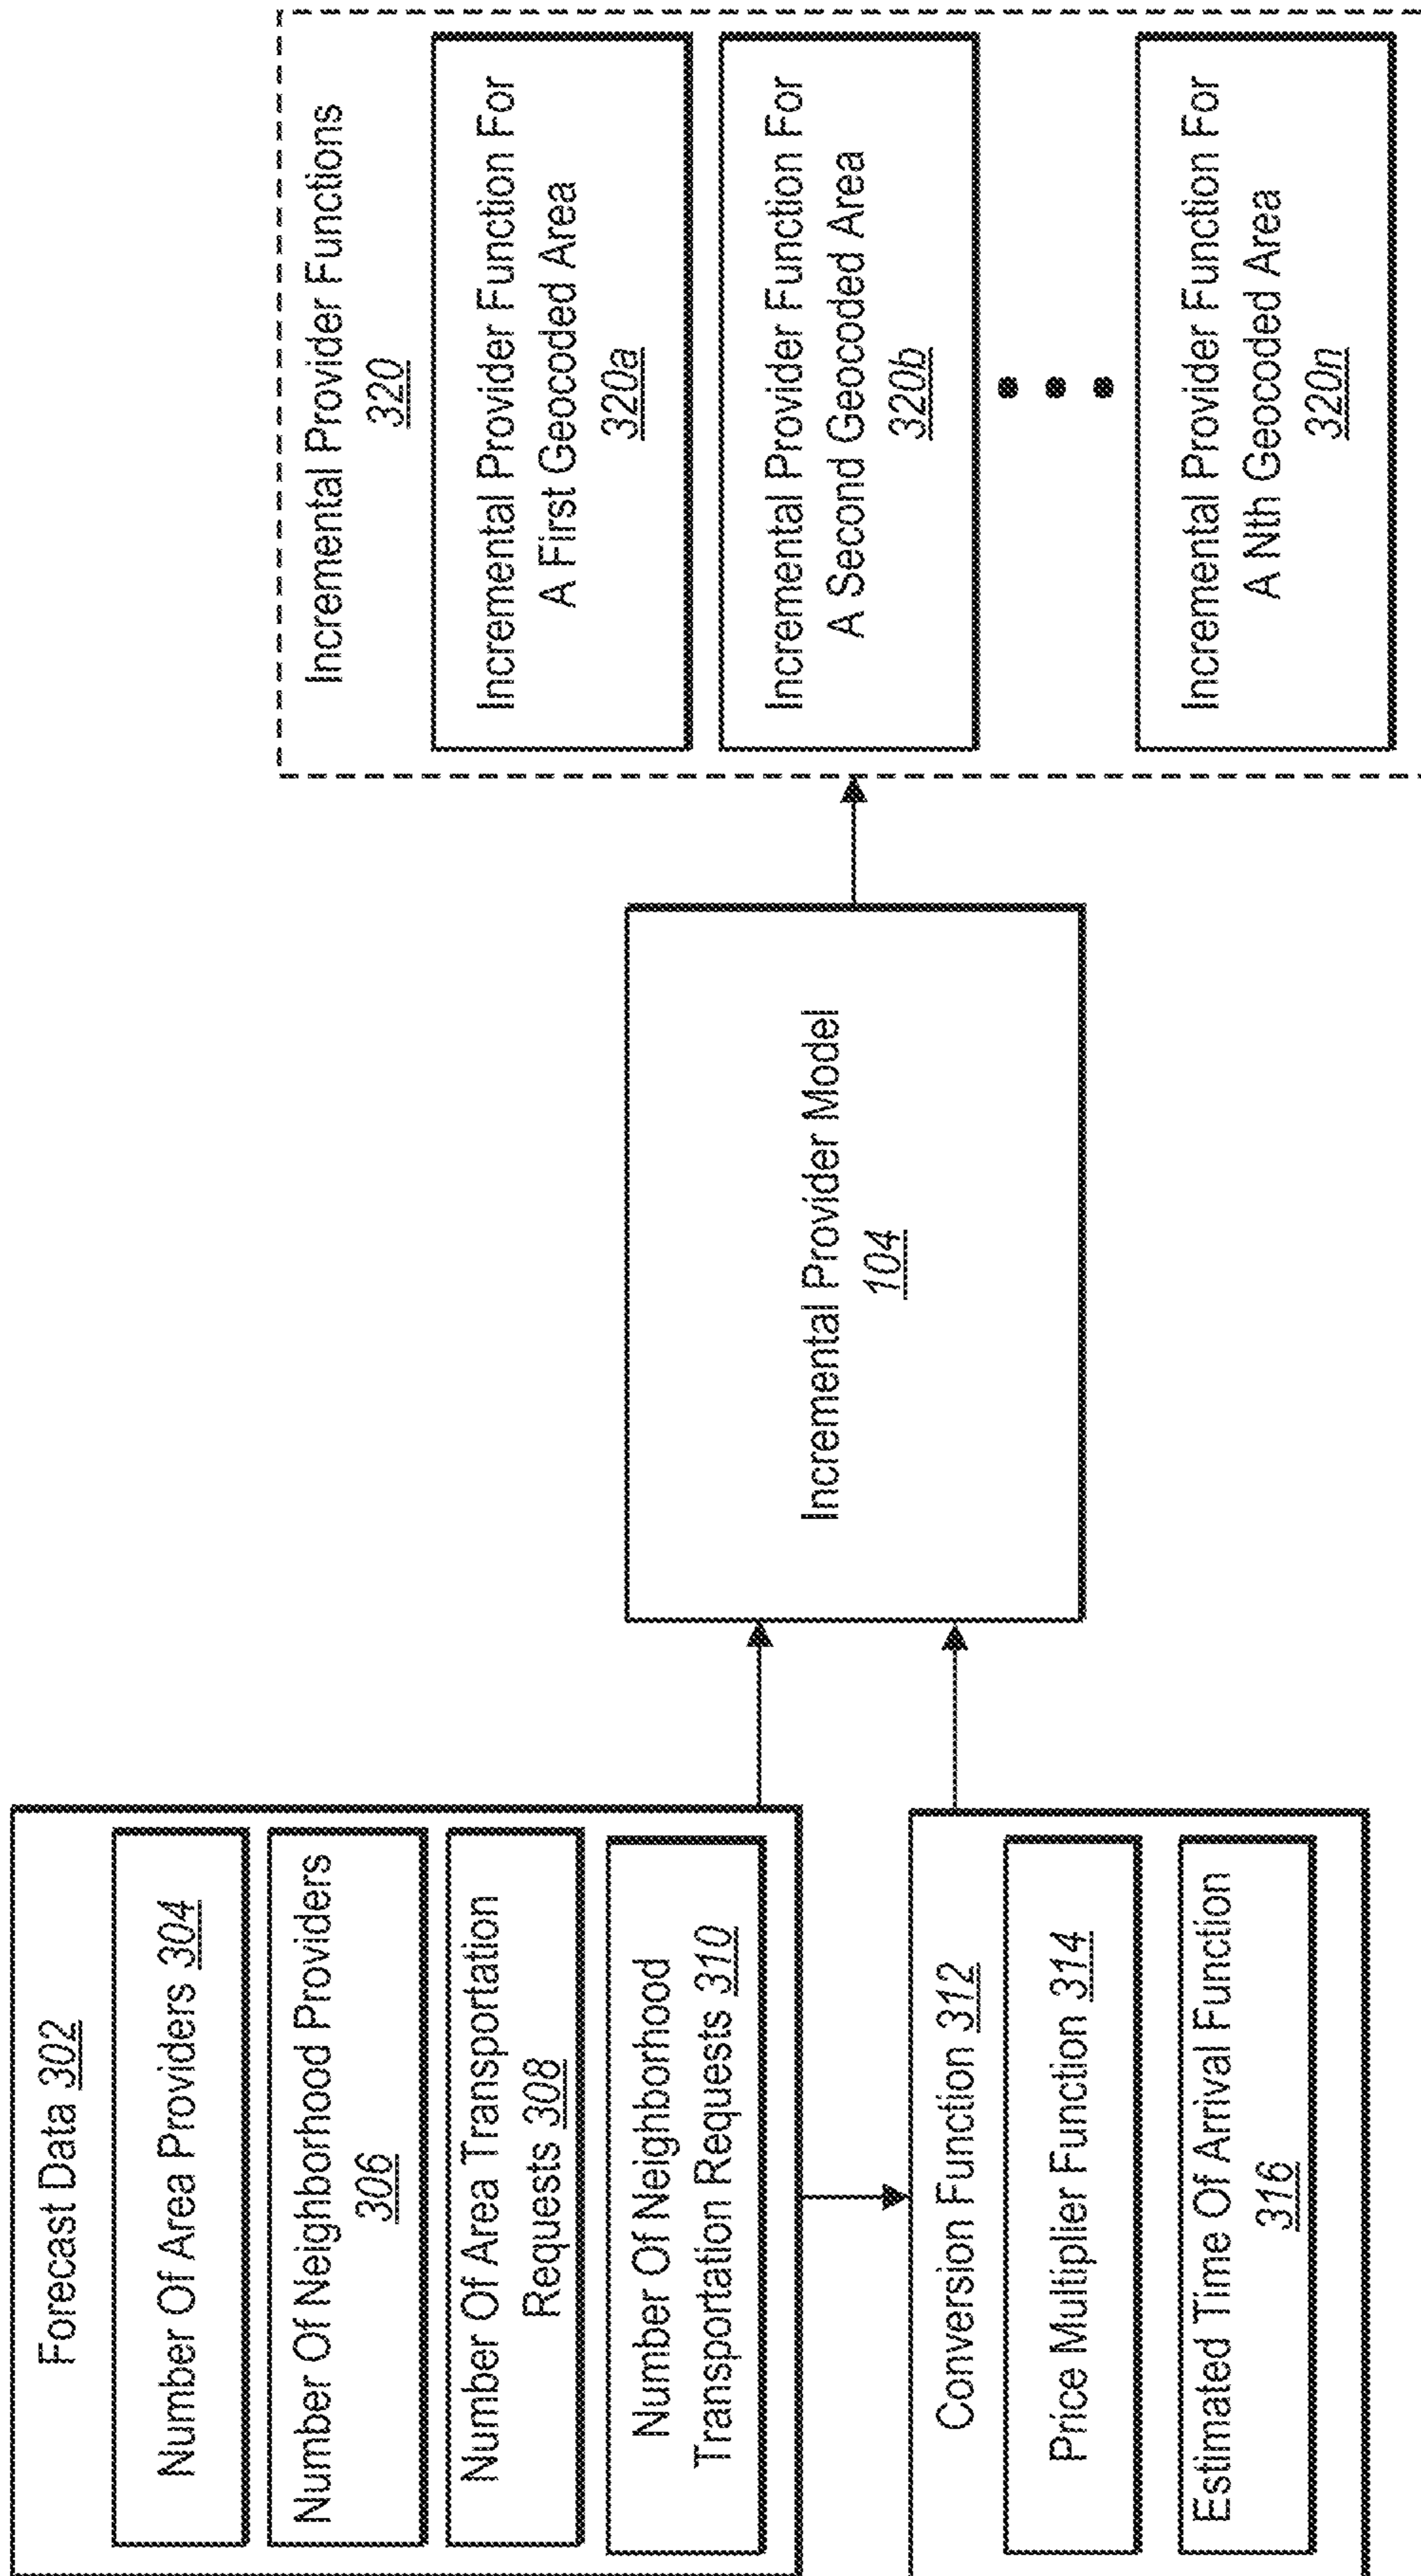 Forecast Data 302
Number Of Area Providers 304
Number Of Neighborhood Providers
306
Number Of Area Transportation
Requests 308
Number Of Neighborhood
Transportation Requests 310
Conversion Function 312
Price Multiplier Function 314
Estimated Time Of Arrival Function
316
Incremental Provider Model
104
Incremental Provider Functions
320
Incremental Provider Function For
A First Geocoded Area
320a
Incremental Provider Function For
A Second Geocoded Area
320b
Incremental Provider Function For
A Nth Geocoded Area
320n